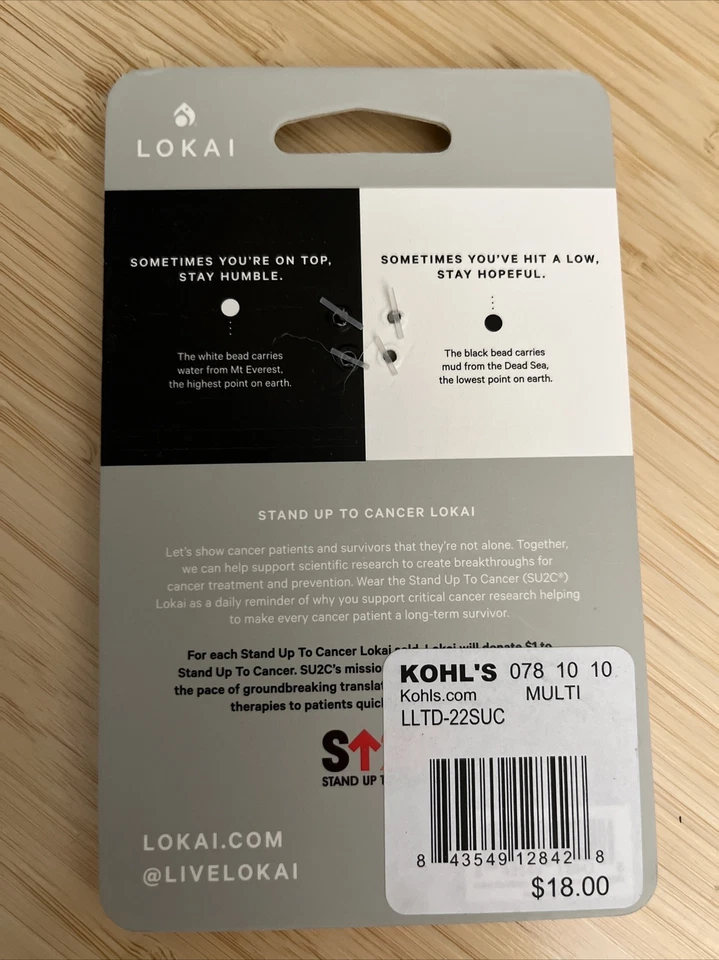 LOKAI
SOMETIMES YOU'RE ON TOP,
STAY HUMBLE.
The white bead carries
water from Mt Everest,
the highest point on earth.
SOMETIMES YOU'VE HIT A LOW,
STAY HOPEFUL.
The black bead carries
mud from the Dead Sea,
the lowest point on earth.
STAND UP TO CANCER LOKAI
Let's show cancer patients and survivors that they're not alone. Together,
we can help support scientific research to create breakthroughs for
cancer treatment and prevention. Wear the Stand Up To Cancer (SU2C®)
Lokai as a daily reminder of why you support critical cancer research helping
to make every cancer patient a long-term survivor.
For each Stand Up To Cancer Lokai sold, Lokai will donate $1 to
Stand Up To Cancer. SU2C's
the pace of groundbreaking
therapies to patients
S
STAND UP
LOKAI.COM
@LIVELOKAI
KOHL'S 078 10 10
Kohls.com MULTI
LLTD-22SUC
8 43549 12842 8
$18.00